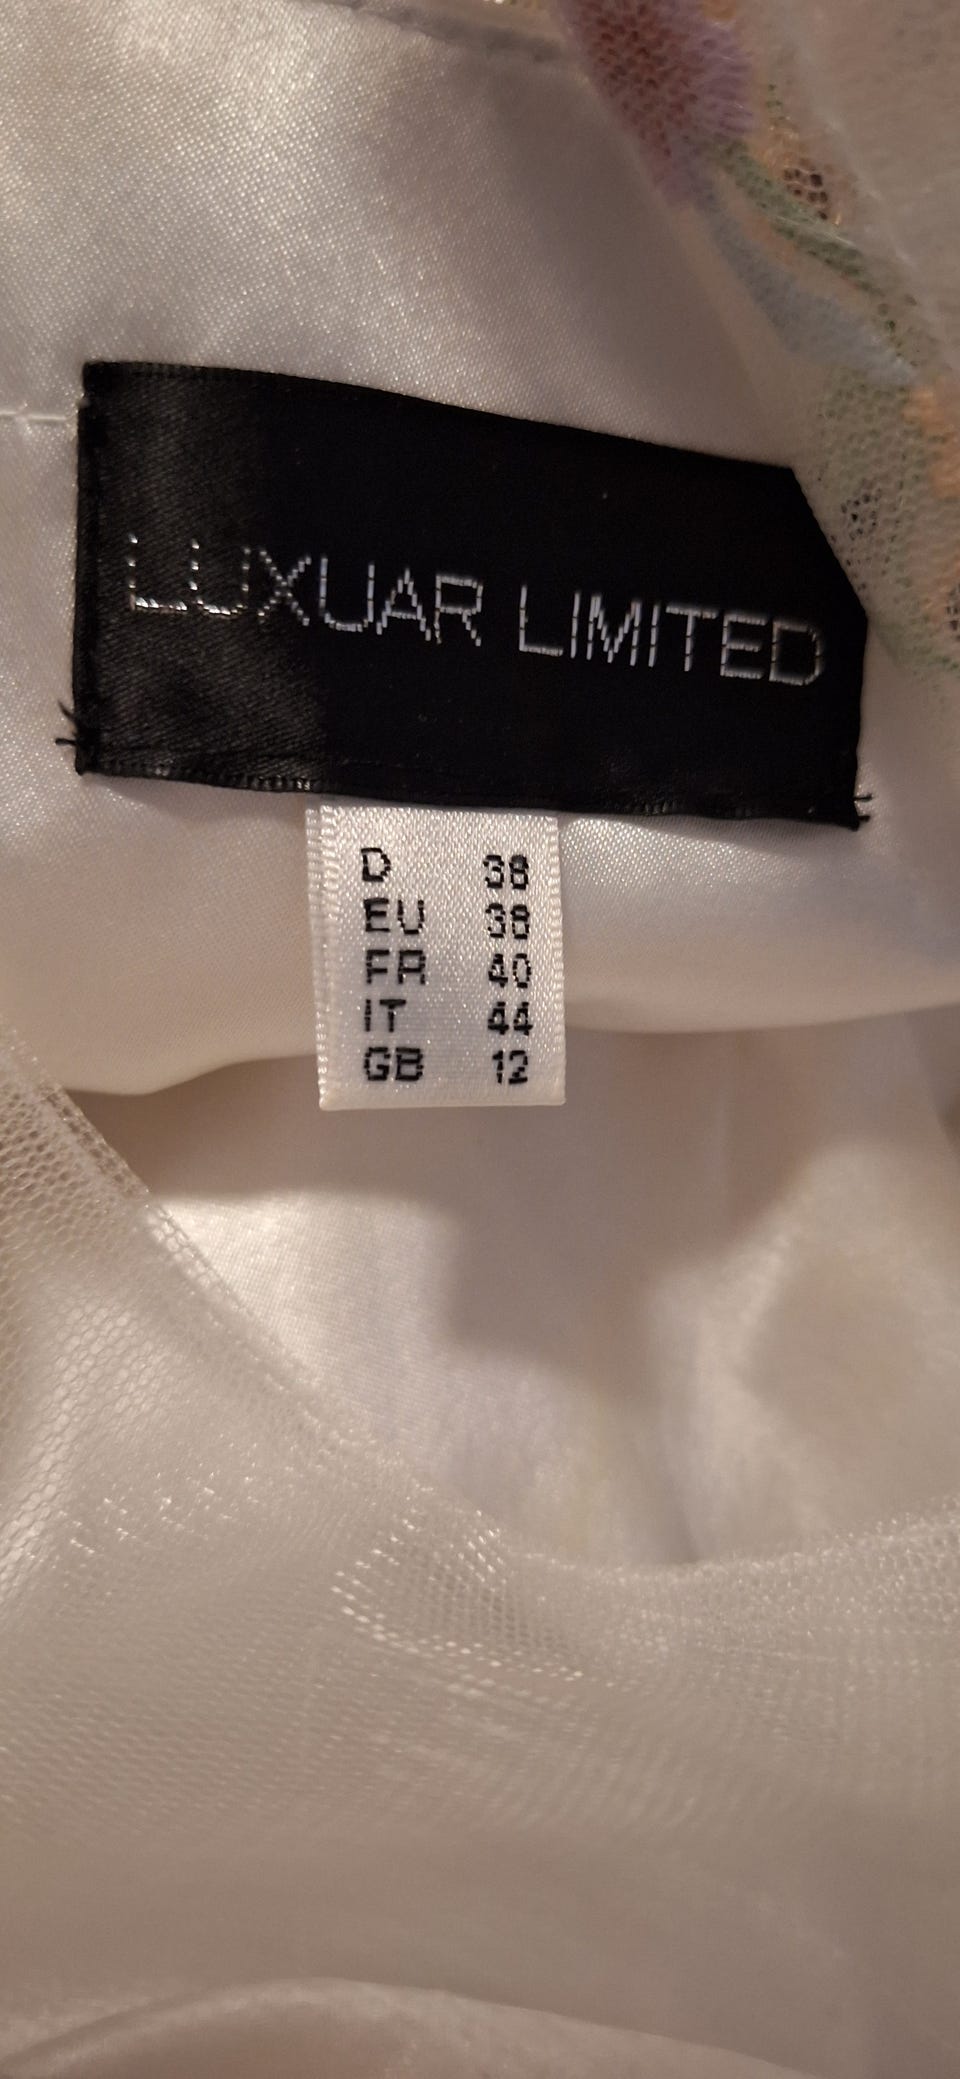 LUXUAR LIMITED
D 38
EU 38
FR 40
IT 44
GB 12